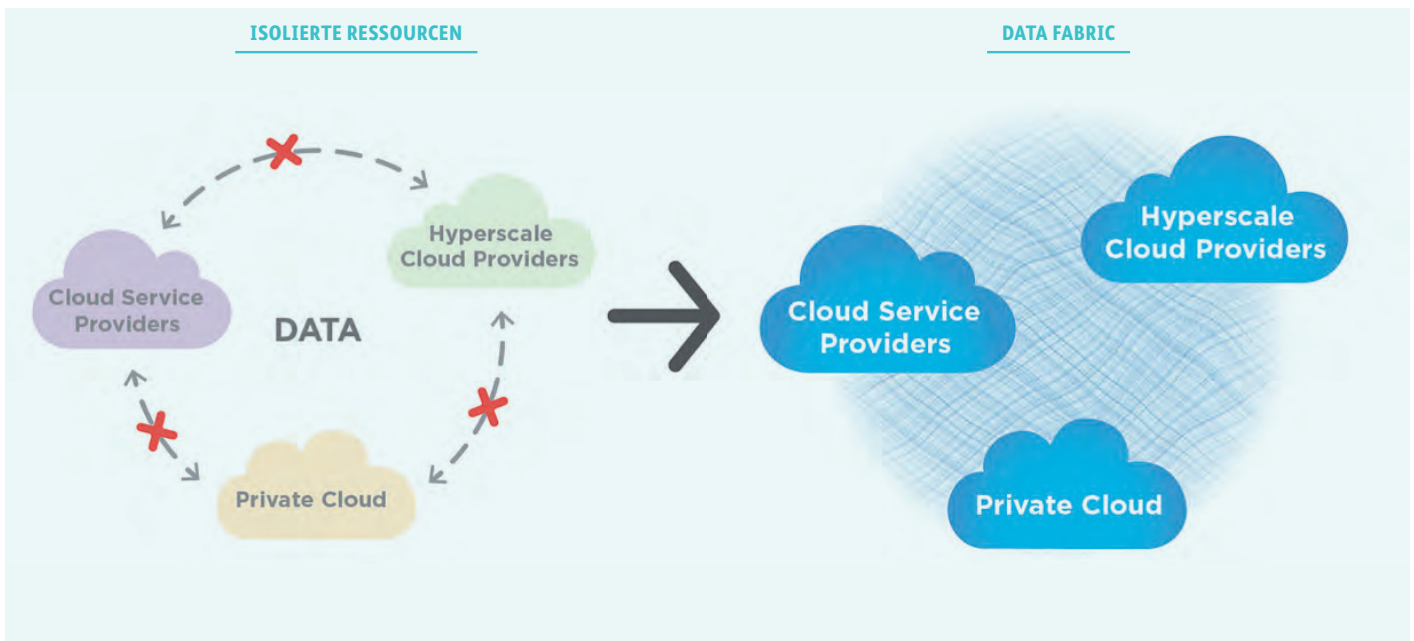 ISOLIERTE RESSOURCEN
DATA FABRIC
Hyperscale
Cloud Providers
Cloud Service
Providers
DATA
Private Cloud
Hyperscale
Cloud Providers
Cloud Service
Providers
Private Cloud